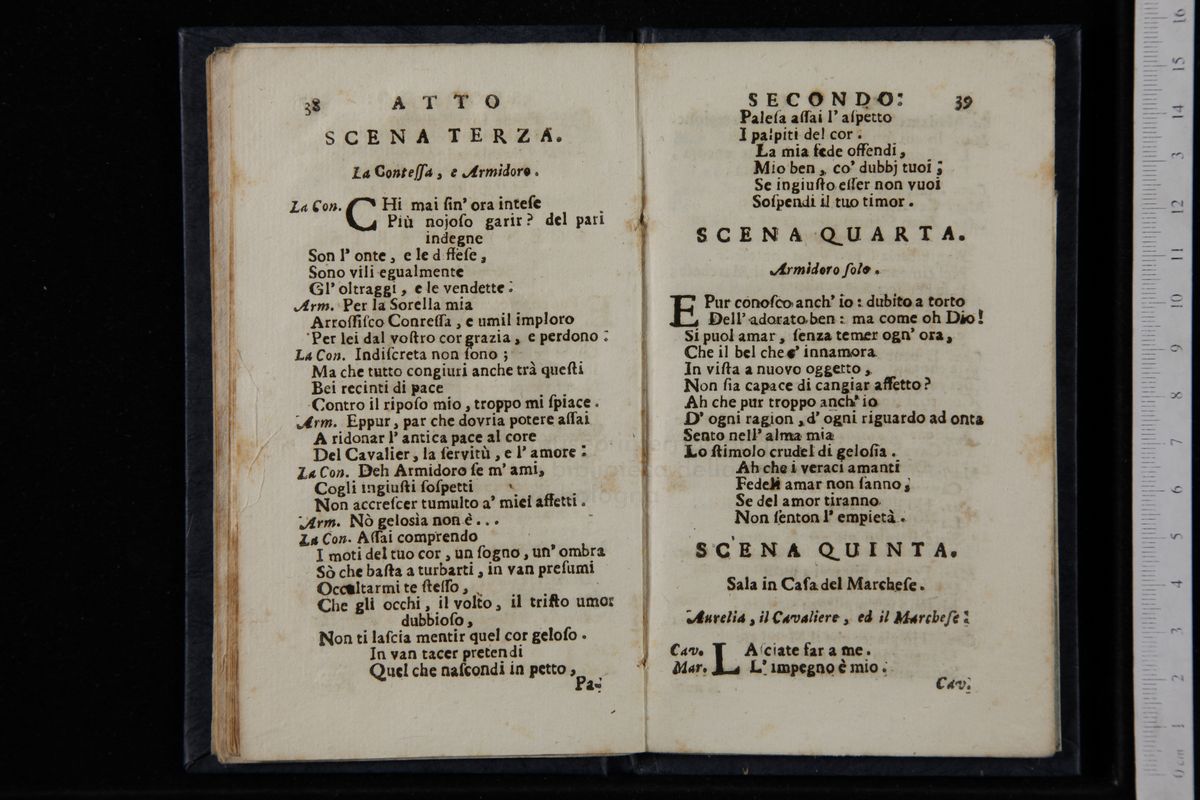 38 ATTO
SCENA TERZA.
La Contessa, e Armidoro.
La Con. CHi mai ſin' ora inteſe
Più nojoſo garir? del pari
indegne
Son l' onte, e le d ffeſe,
Sono vili egualmente
Gl' oltraggi, e le vendette.
Arm. Per la Sorella mia
Arroſſiſco Conreſſa, e umil imploro
Per lei dal voſtro cor grazia, e perdono.
La Con. Indiſcreta non ſono;
Ma che tutto congiuri anche trà queſti
Bei recinti di pace
Contro il ripoſo mio, troppo mi ſpiace.
Arm. Eppur, par che dovria potere aſſai
A ridonar l' antica pace al core
Del Cavalier, la ſervitù, e l' amore.
La Con. Deh Armidoro ſe m' ami,
Cogli ingiuſti ſoſpetti
Non accreſcer tumulto a' miei affetti.
Arm. Nò geloſia non è...
La Con. Aſſai comprendo
I moti del tuo cor, un ſogno, un' ombra
Sò che baſta a turbarti, in van preſumi
Occultarmi te ſteſſo,
Che gli occhi, il volto, il triſto umor
dubbioſo,
Non ti laſcia mentir quel cor geloſo.
In van tacer pretendi
Quel che naſcondi in petto,
Pa-
SECONDO. 39
Paleſa aſſai l' aſpetto
I palpiti del cor.
La mia fede offendi,
Mio ben, co' dubbj tuoi;
Se ingiuſto eſſer non vuoi
Soſpendi il tuo timor.
SCENA QUARTA.
Armidoro ſolo.
EPur conoſco anch' io: dubito a torto
Dell' adorato ben: ma come oh Dio!
Si puol amar, ſenza temer ogn' ora,
Che il bel che c' innamora
In viſta a nuovo oggetto,
Non ſia capace di cangiar affetto?
Ah che pur troppo anch' io
D' ogni ragion, d' ogni riguardo ad onta
Sento nell' alma mia
Lo ſtimolo crudel di geloſia.
Ah che i veraci amanti
Fedeli amar non ſanno,
Se del amor tiranno
Non ſenton l' empietà.
SCENA QUINTA.
Sala in Caſa del Marcheſe.
Aurelia, il Cavaliere, ed il Marcheſe.
Cav. LAſciate far a me.
Mar. L' impegno è mio.
Cav.